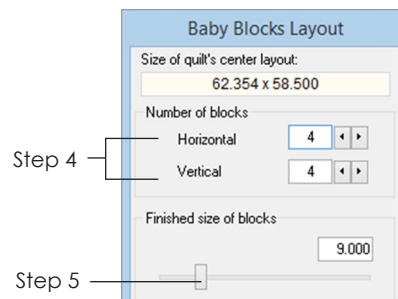 Baby Blocks Layout
Size of quilt's center layout:
62.354 x 58.500
Number of blocks
Step 4
Horizontal 4
Vertical 4
Finished size of blocks
9.000
Step 5